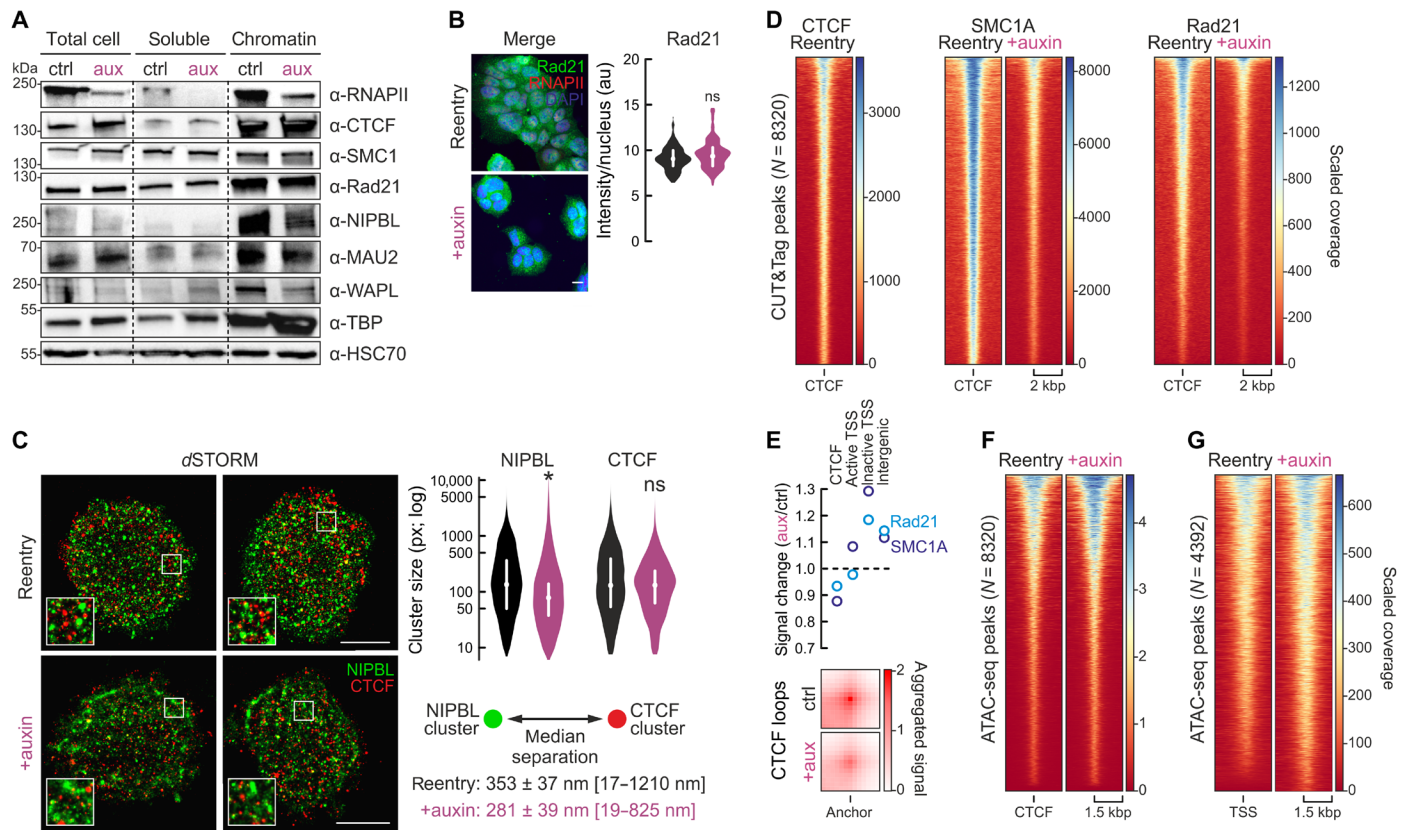 A
Total cell Soluble Chromatin
kDa ctrl aux ctrl aux ctrl aux
250 α-RNAPII
130 α-CTCF
130 α-SMC1
130 α-Rad21
250 α-NIPBL
70 α-MAU2
250 α-WAPL
55 α-TBP
55 α-HSC70
B
Merge
Reentry
+auxin
Rad21
RNAPII
DAPI
Rad21
Intensity/nucleus (au)
20
15
10
5
0
ns
C
dSTORM
Reentry
+auxin
NIPBL
CTCF
NIPBL CTCF
Cluster size (px; log)
10,000
5000
1000
500
100
50
10
* ns
NIPBL cluster
CTCF cluster
Median separation
Reentry: 353 ± 37 nm [17–1210 nm]
+auxin: 281 ± 39 nm [19–825 nm]
D
CTCF SMC1A Rad21
Reentry Reentry +auxin Reentry +auxin
CUT&Tag peaks (N = 8320)
3000
2000
1000
0
8000
6000
4000
2000
0
1200
1000
800
600
400
200
0
Scaled coverage
CTCF CTCF 2 kbp CTCF 2 kbp
E
CTCF
Active TSS
Inactive TSS
Intergenic
Signal change (aux/ctrl)
1.3
1.2
1.1
1.0
0.9
0.8
0.7
Rad21
SMC1A
CTCF loops
ctrl
+aux
2
1
0
Aggregated signal
Anchor
F
Reentry +auxin
ATAC-seq peaks (N = 8320)
4
3
2
1
0
CTCF 1.5 kbp
G
Reentry +auxin
ATAC-seq peaks (N = 4392)
600
500
400
300
200
100
0
Scaled coverage
TSS 1.5 kbp